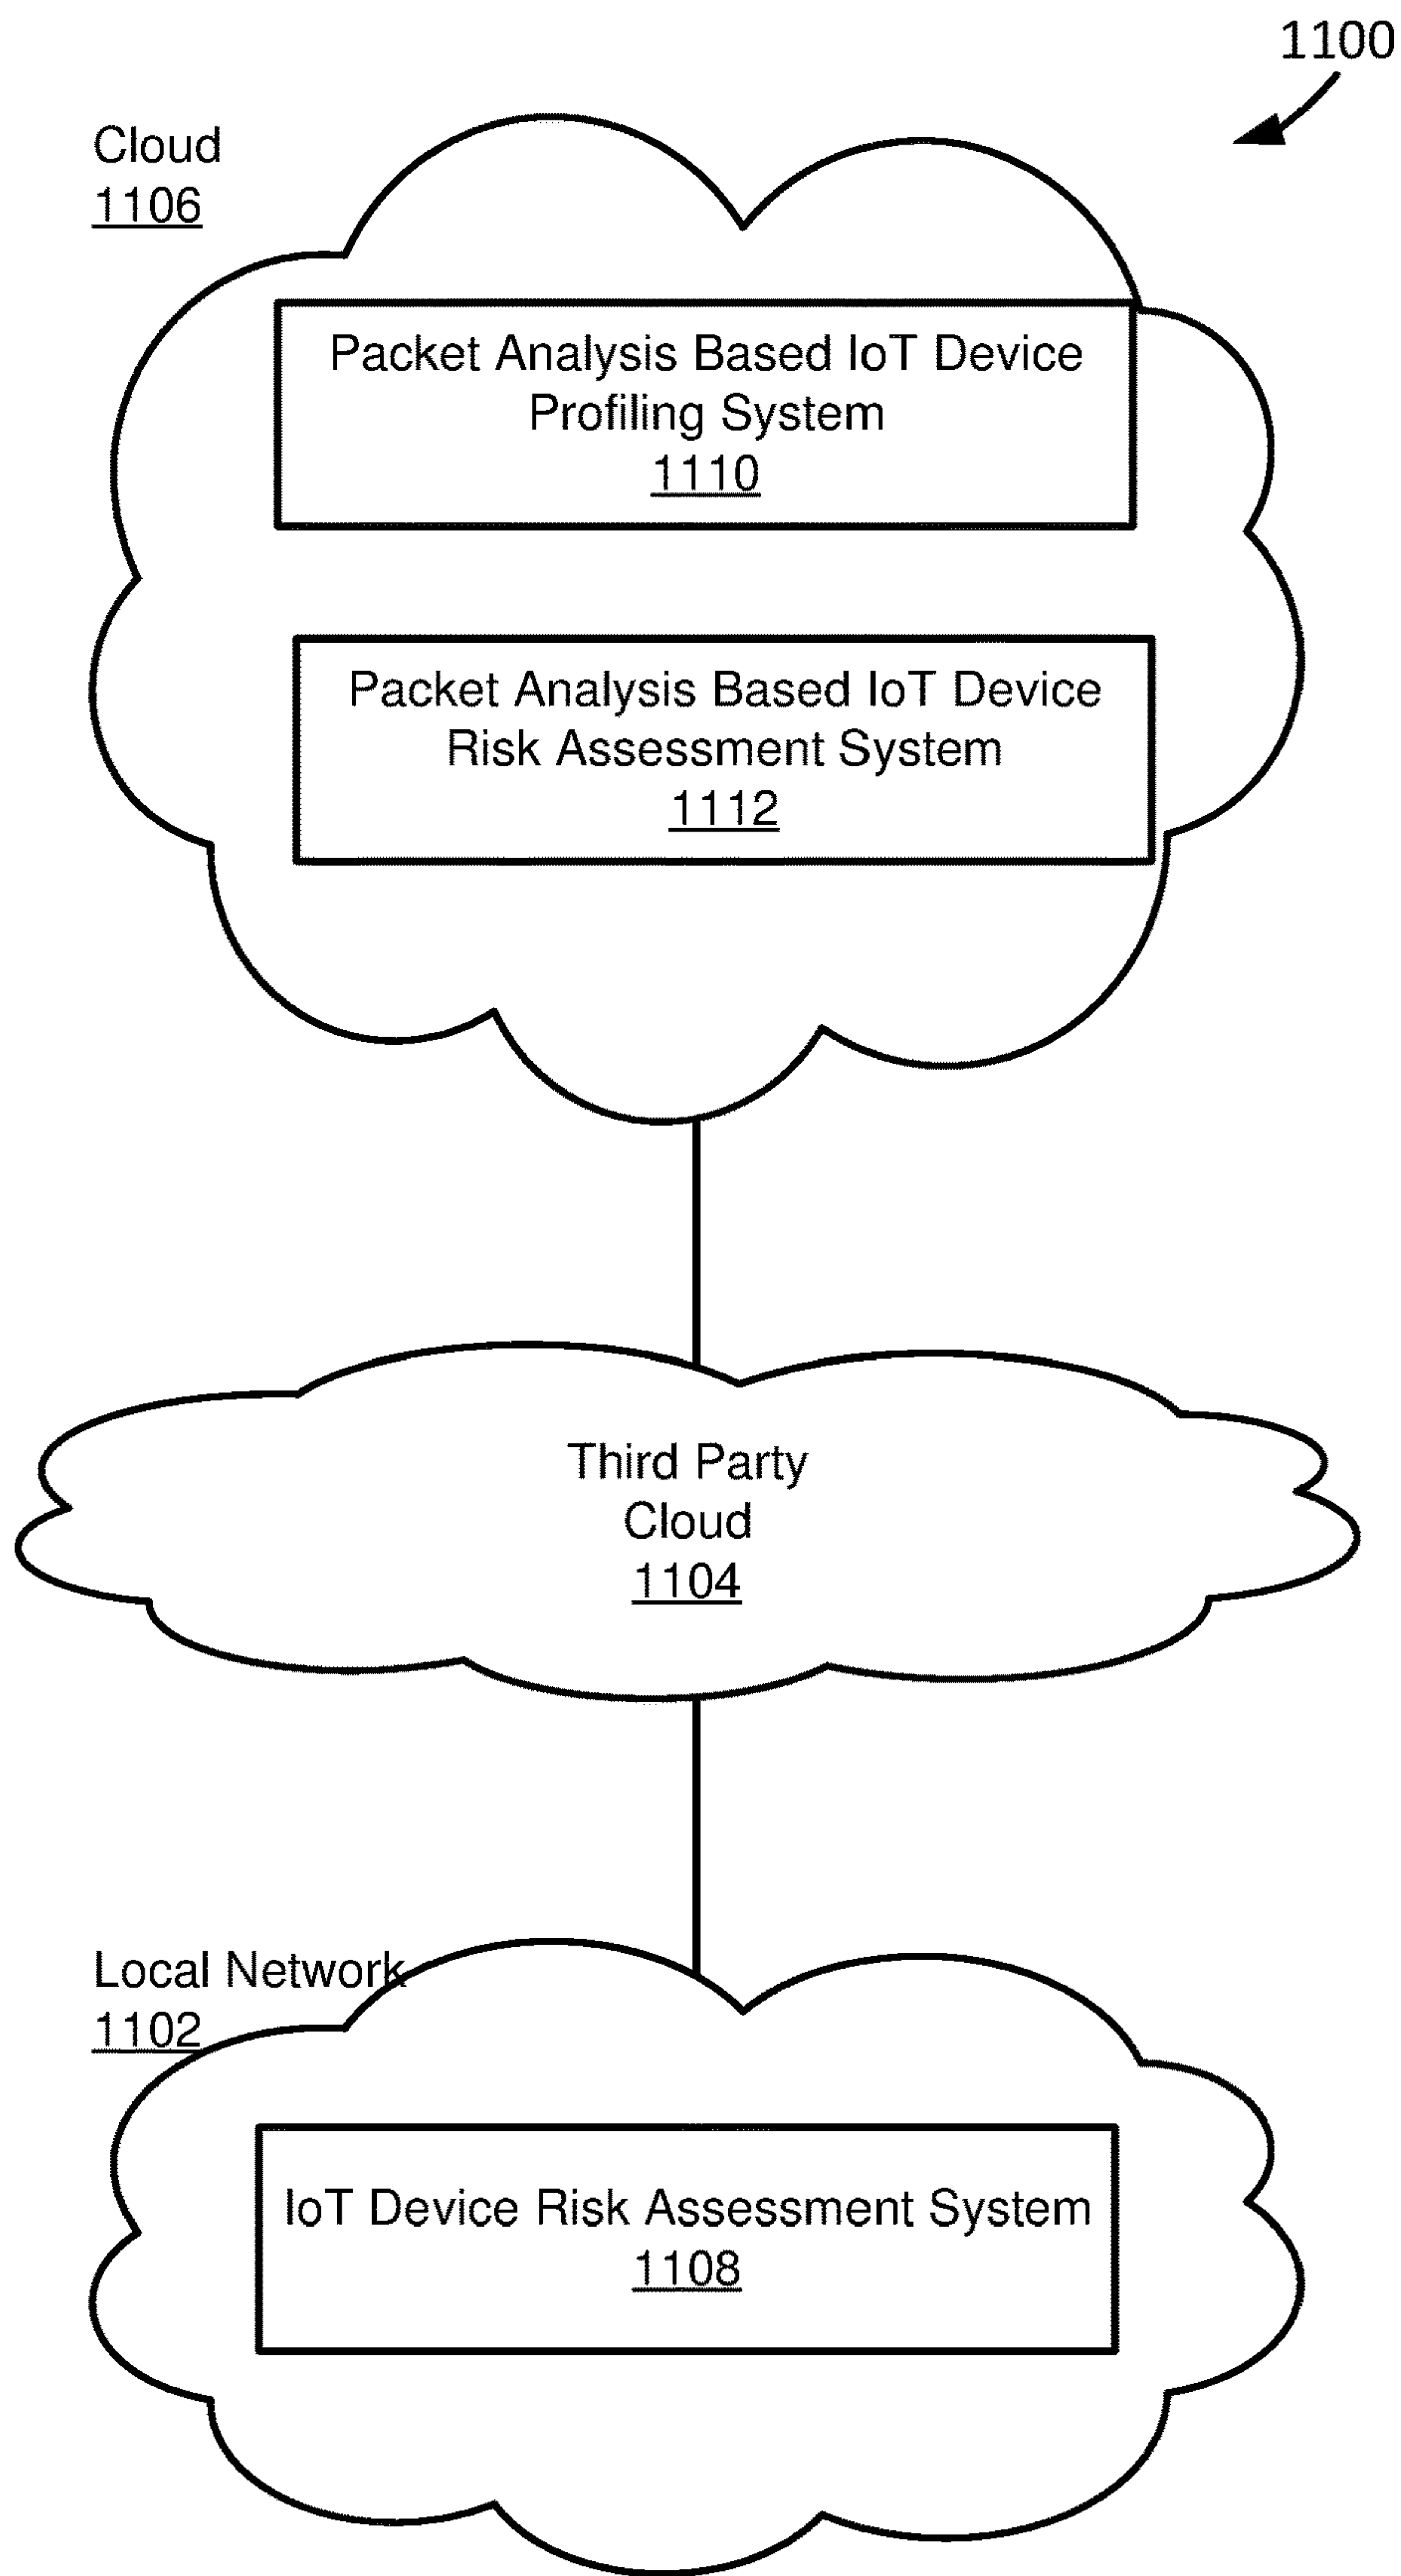 1100
Cloud
1106
Packet Analysis Based IoT Device
Profiling System
1110
Packet Analysis Based IoT Device
Risk Assessment System
1112
Third Party
Cloud
1104
Local Network
1102
IoT Device Risk Assessment System
1108